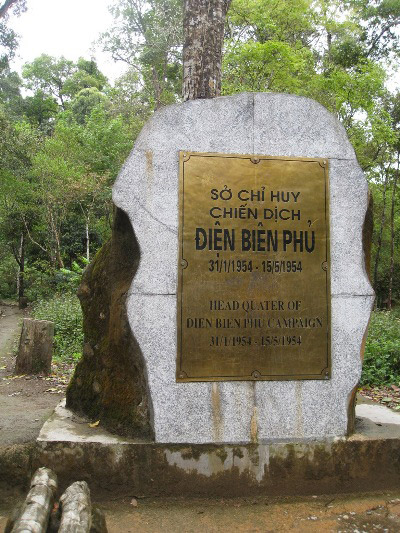 SỞ CHỈ HUY
CHIẾN DỊCH
ĐIỆN BIÊN PHỦ
31/1/1954 - 15/5/1954
HEAD QUATER OF
DIEN BIEN PHU CAMPAIGN
31/1/1954 - 15/5/1954